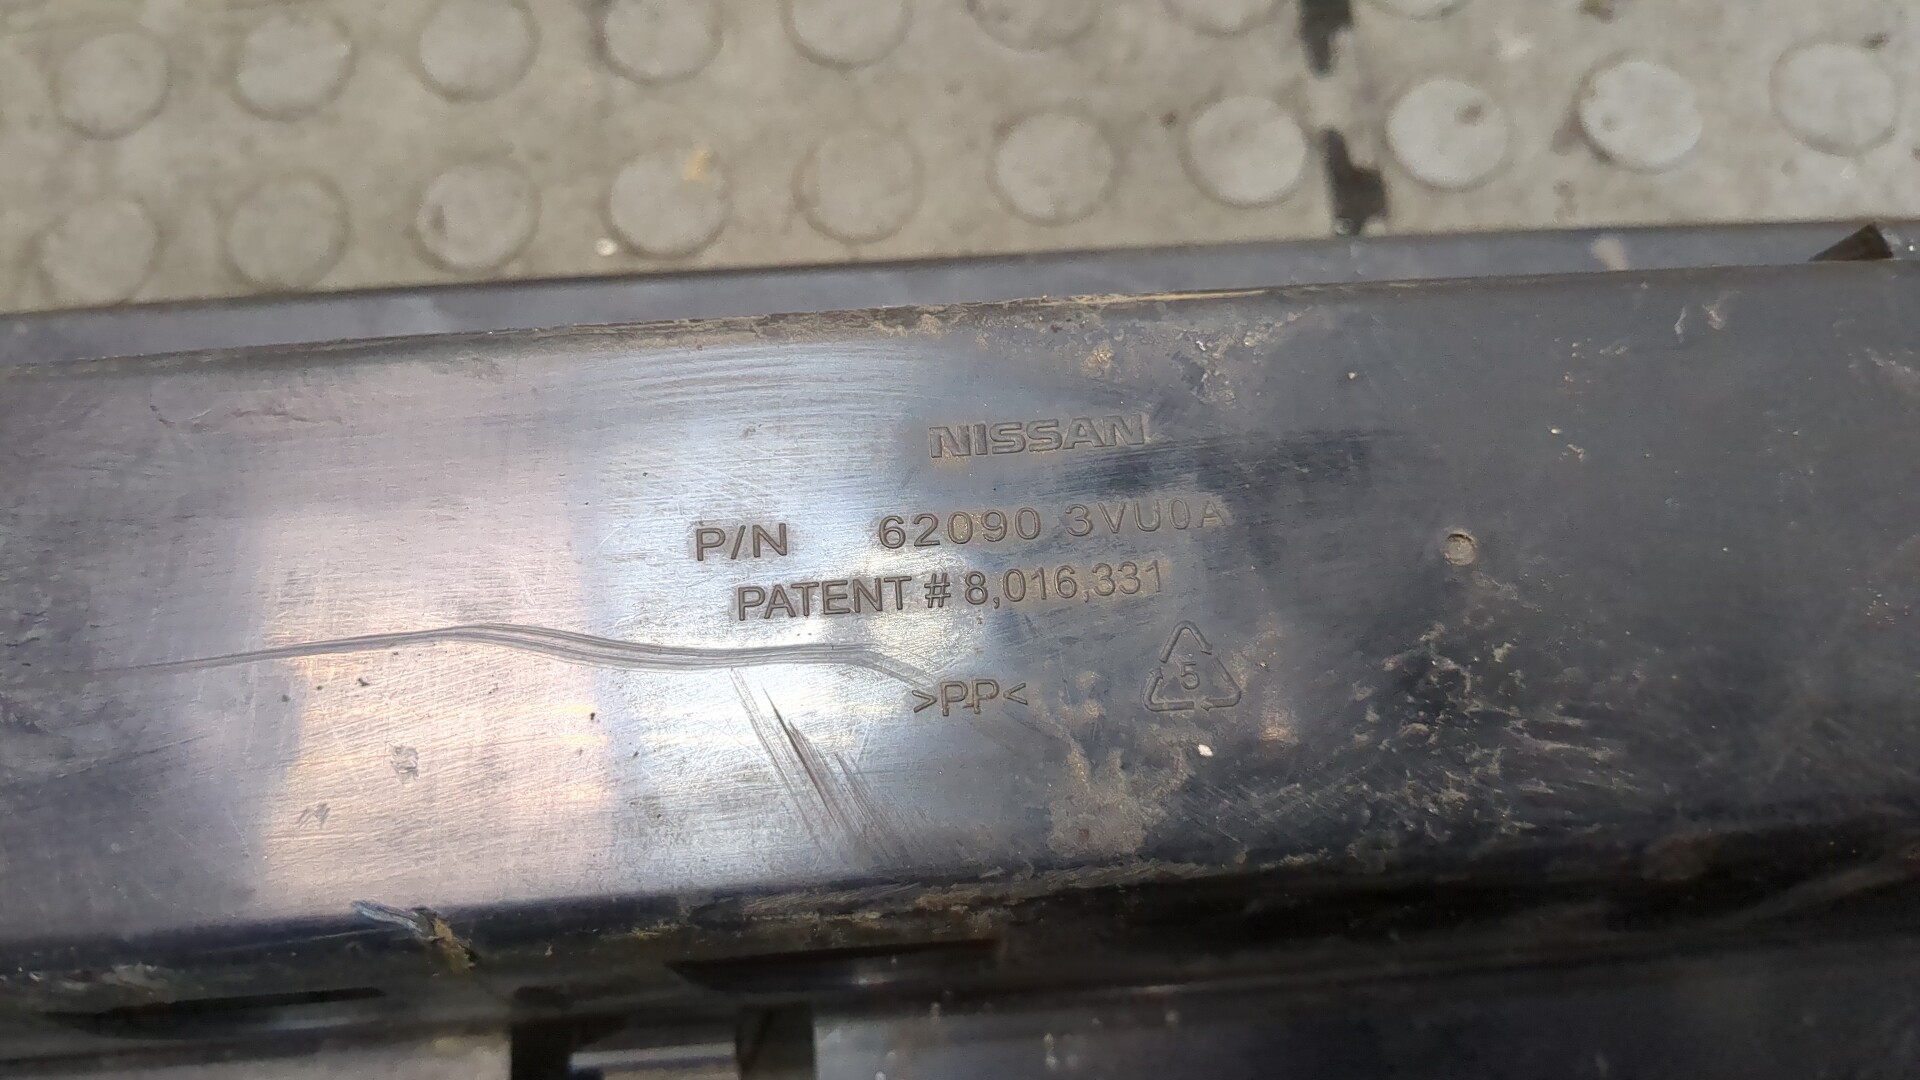 NISSAN
P/N 62090 3VU0A
PATENT # 8,016,331
>PP<
5